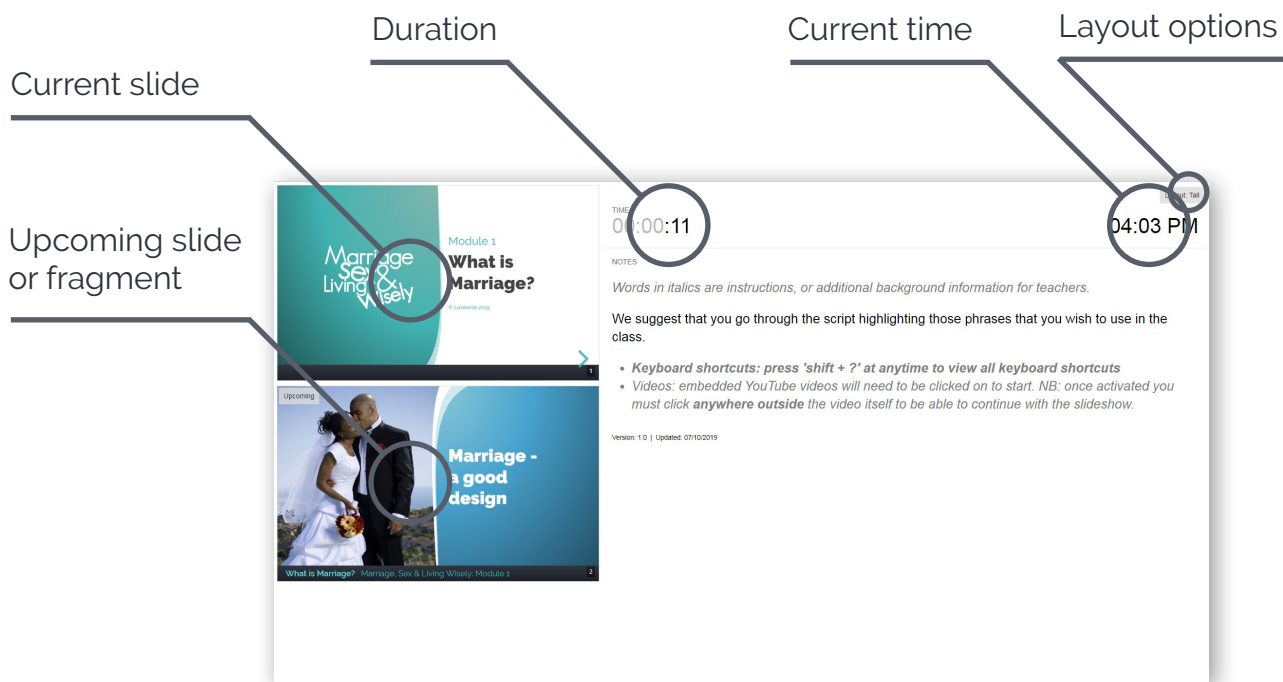 Duration
Current time
Layout options
Current slide
Upcoming slide
or fragment
Marriage
Sex &
Living
Wisely
Module 1
What is
Marriage?
© Lovewise 2019
1
Upcoming
Marriage -
a good
design
What is Marriage? Marriage, Sex & Living Wisely: Module 1
2
TIME
00:00:11
04:03 PM
Layout: Tall
NOTES
Words in italics are instructions, or additional background information for teachers.
We suggest that you go through the script highlighting those phrases that you wish to use in the
class.
• Keyboard shortcuts: press 'shift + ?' at anytime to view all keyboard shortcuts
• Videos: embedded YouTube videos will need to be clicked on to start. NB: once activated you
must click anywhere outside the video itself to be able to continue with the slideshow.
Version: 1.0 | Updated: 07/10/2019